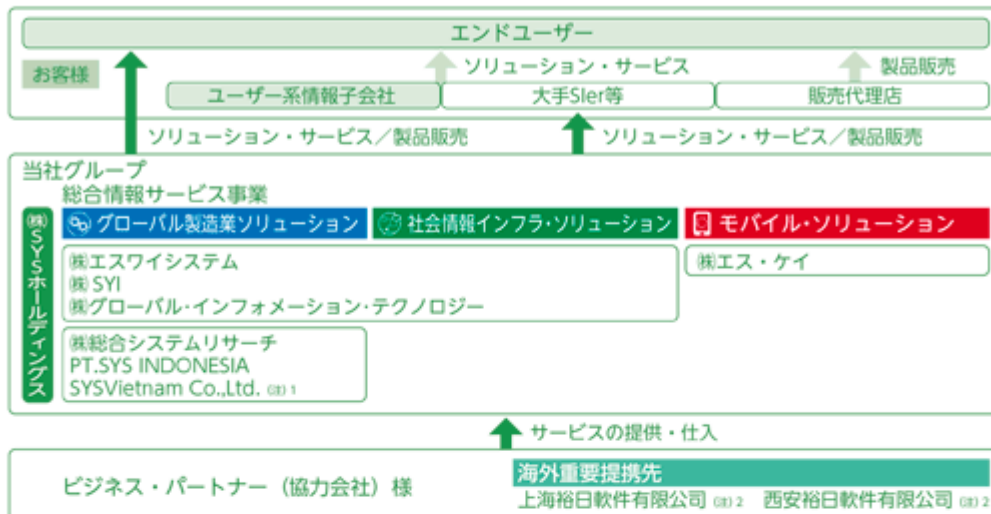 エンドユーザー
お客様
ソリューション・サービス
製品販売
ユーザー系情報子会社
大手SIer等
販売代理店
ソリューション・サービス／製品販売
ソリューション・サービス／製品販売
当社グループ
総合情報サービス事業
㈱SYSホールディングス
グローバル製造業ソリューション
社会情報インフラ・ソリューション
モバイル・ソリューション
㈱エスワイシステム
㈱SYI
㈱グローバル・インフォメーション・テクノロジー
㈱エス・ケイ
㈱総合システムリサーチ
PT.SYS INDONESIA
SYSVietnam Co.,Ltd. (注) 1
サービスの提供・仕入
ビジネス・パートナー（協力会社）様
海外重要提携先
上海裕日軟件有限公司 (注) 2 西安裕日軟件有限公司 (注) 2